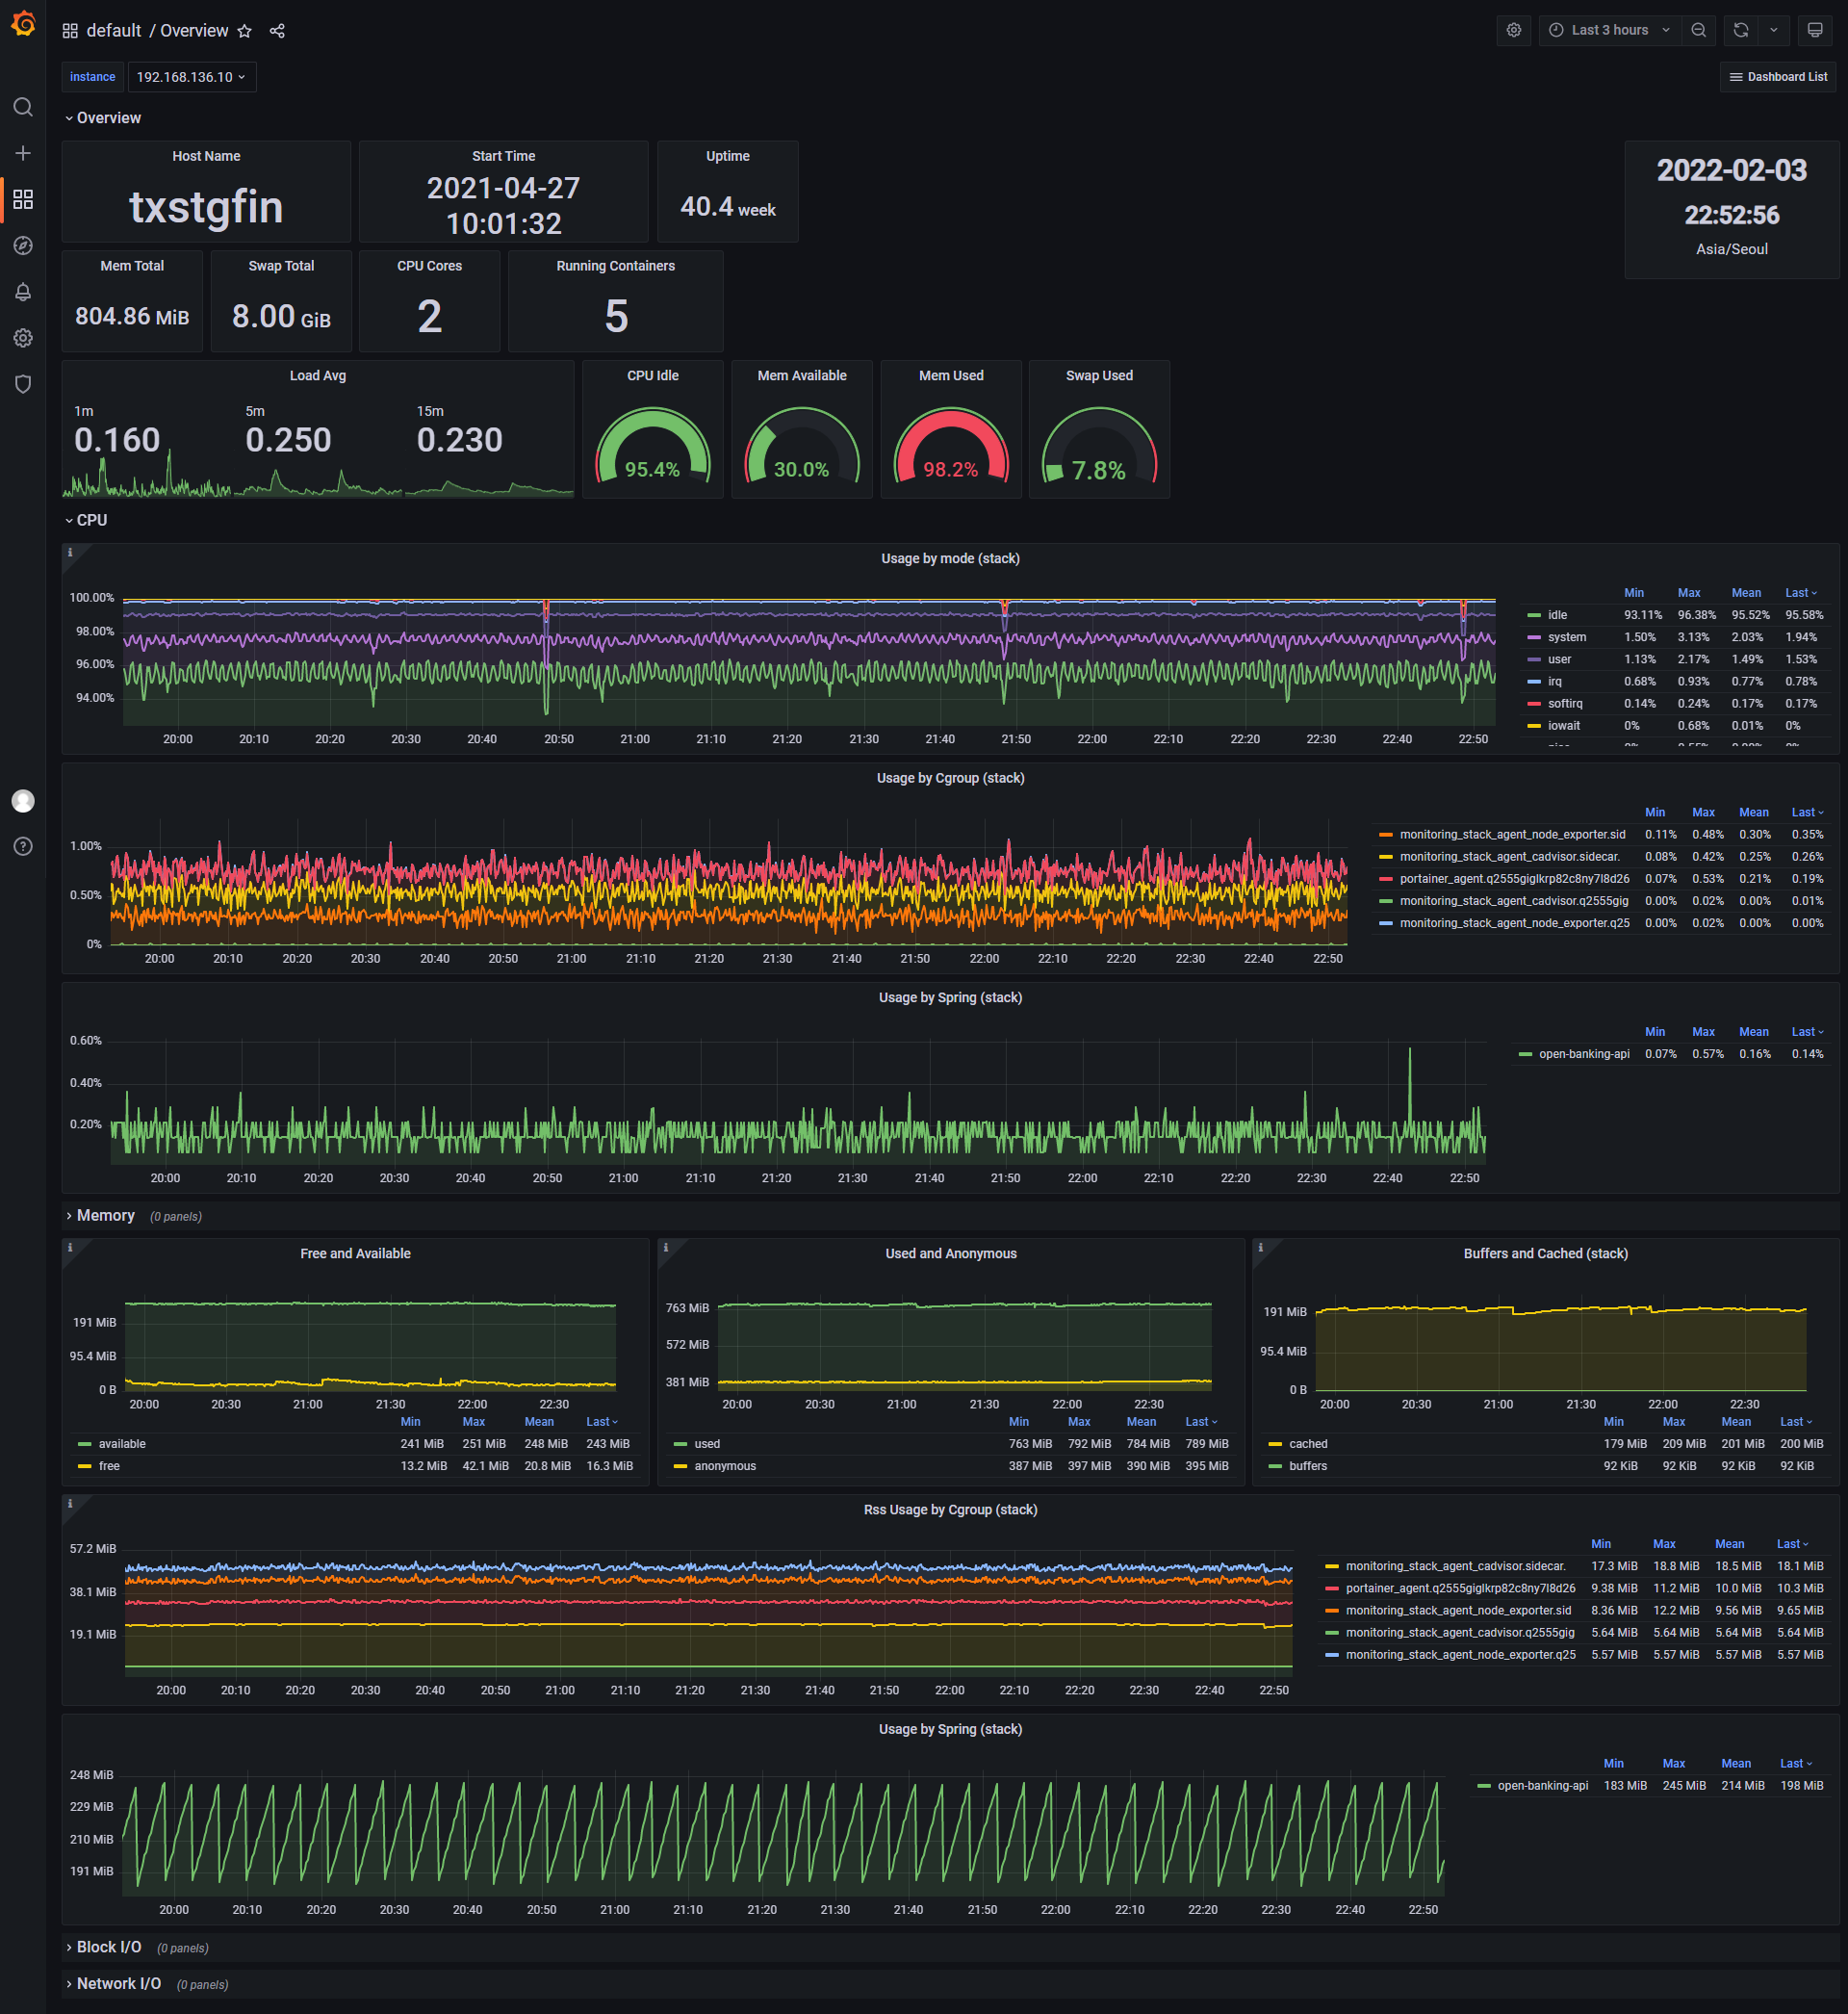 default / Overview
Last 3 hours
instance 192.168.136.10
Dashboard List
Overview
Host Name
txstgfin
Start Time
2021-04-27
10:01:32
Uptime
40.4 week
2022-02-03
22:52:56
Asia/Seoul
Mem Total
804.86 MiB
Swap Total
8.00 GiB
CPU Cores
2
Running Containers
5
Load Avg
1m
0.160
5m
0.250
15m
0.230
CPU Idle
95.4%
Mem Available
30.0%
Mem Used
98.2%
Swap Used
7.8%
CPU
Usage by mode (stack)
100.00%
98.00%
96.00%
94.00%
20:00 20:10 20:20 20:30 20:40 20:50 21:00 21:10 21:20 21:30 21:40 21:50 22:00 22:10 22:20 22:30 22:40 22:50
Min Max Mean Last
idle 93.11% 96.38% 95.52% 95.58%
system 1.50% 3.13% 2.03% 1.94%
user 1.13% 2.17% 1.49% 1.53%
irq 0.68% 0.93% 0.77% 0.78%
softirq 0.14% 0.24% 0.17% 0.17%
iowait 0% 0.68% 0.01% 0%
Usage by Cgroup (stack)
1.00%
0.50%
0%
20:00 20:10 20:20 20:30 20:40 20:50 21:00 21:10 21:20 21:30 21:40 21:50 22:00 22:10 22:20 22:30 22:40 22:50
Min Max Mean Last
monitoring_stack_agent_node_exporter.sid 0.11% 0.48% 0.30% 0.35%
monitoring_stack_agent_cadvisor.sidecar. 0.08% 0.42% 0.25% 0.26%
portainer_agent.q2555giglkrp82c8ny7l8d26 0.07% 0.53% 0.21% 0.19%
monitoring_stack_agent_cadvisor.q2555gig 0.00% 0.02% 0.00% 0.01%
monitoring_stack_agent_node_exporter.q25 0.00% 0.02% 0.00% 0.00%
Usage by Spring (stack)
0.60%
0.40%
0.20%
20:00 20:10 20:20 20:30 20:40 20:50 21:00 21:10 21:20 21:30 21:40 21:50 22:00 22:10 22:20 22:30 22:40 22:50
Min Max Mean Last
open-banking-api 0.07% 0.57% 0.16% 0.14%
Memory (0 panels)
Free and Available
191 MiB
95.4 MiB
0 B
20:00 20:30 21:00 21:30 22:00 22:30
Min Max Mean Last
available 241 MiB 251 MiB 248 MiB 243 MiB
free 13.2 MiB 42.1 MiB 20.8 MiB 16.3 MiB
Used and Anonymous
763 MiB
572 MiB
381 MiB
20:00 20:30 21:00 21:30 22:00 22:30
Min Max Mean Last
used 763 MiB 792 MiB 784 MiB 789 MiB
anonymous 387 MiB 397 MiB 390 MiB 395 MiB
Buffers and Cached (stack)
191 MiB
95.4 MiB
0 B
20:00 20:30 21:00 21:30 22:00 22:30
Min Max Mean Last
cached 179 MiB 209 MiB 201 MiB 200 MiB
buffers 92 KiB 92 KiB 92 KiB 92 KiB
Rss Usage by Cgroup (stack)
57.2 MiB
38.1 MiB
19.1 MiB
20:00 20:10 20:20 20:30 20:40 20:50 21:00 21:10 21:20 21:30 21:40 21:50 22:00 22:10 22:20 22:30 22:40 22:50
Min Max Mean Last
monitoring_stack_agent_cadvisor.sidecar. 17.3 MiB 18.8 MiB 18.5 MiB 18.1 MiB
portainer_agent.q2555giglkrp82c8ny7l8d26 9.38 MiB 11.2 MiB 10.0 MiB 10.3 MiB
monitoring_stack_agent_node_exporter.sid 8.36 MiB 12.2 MiB 9.56 MiB 9.65 MiB
monitoring_stack_agent_cadvisor.q2555gig 5.64 MiB 5.64 MiB 5.64 MiB 5.64 MiB
monitoring_stack_agent_node_exporter.q25 5.57 MiB 5.57 MiB 5.57 MiB 5.57 MiB
Usage by Spring (stack)
248 MiB
229 MiB
210 MiB
191 MiB
20:00 20:10 20:20 20:30 20:40 20:50 21:00 21:10 21:20 21:30 21:40 21:50 22:00 22:10 22:20 22:30 22:40 22:50
Min Max Mean Last
open-banking-api 183 MiB 245 MiB 214 MiB 198 MiB
Block I/O (0 panels)
Network I/O (0 panels)